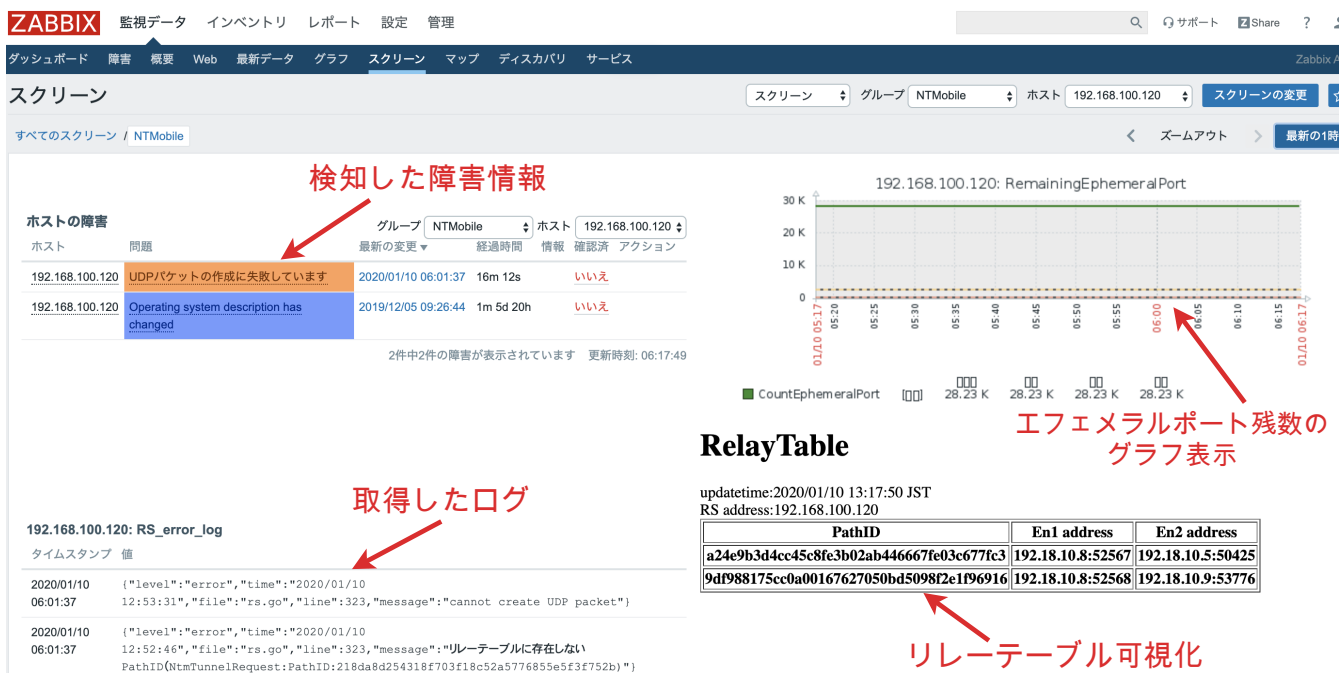 ZABBIX 監視データ インベントリ レポート 設定 管理 サポート Z Share ?
ダッシュボード 障害 概要 Web 最新データ グラフ スクリーン マップ ディスカバリ サービス Zabbix A
スクリーン スクリーン グループ NTMobile ホスト 192.168.100.120 スクリーンの変更
すべてのスクリーン / NTMobile ズームアウト 最新の1時
検知した障害情報
ホストの障害 グループ NTMobile ホスト 192.168.100.120
ホスト 問題 最新の変更▼ 経過時間 情報 確認済 アクション
192.168.100.120 UDPパケットの作成に失敗しています 2020/01/10 06:01:37 16m 12s いいえ
192.168.100.120 Operating system description has 2019/12/05 09:26:44 1m 5d 20h いいえ
changed
2件中2件の障害が表示されています 更新時刻: 06:17:49
192.168.100.120: RemainingEphemeralPort
30 K
20 K
10 K
0
01/10 05:17 05:20 05:25 05:30 05:35 05:40 05:45 05:50 05:55 06:00 06:05 06:10 06:15 01/10 06:17
CountEphemeralPort 28.23 K 28.23 K 28.23 K 28.23 K
エフェメラルポート残数の
グラフ表示
取得したログ
192.168.100.120: RS_error_log
タイムスタンプ 値
2020/01/10 {"level":"error","time":"2020/01/10
06:01:37 12:53:31","file":"rs.go","line":323,"message":"cannot create UDP packet"}
2020/01/10 {"level":"error","time":"2020/01/10
06:01:37 12:52:46","file":"rs.go","line":323,"message":"リレーテーブルに存在しない
PathID(NtmTunnelRequest:PathID:218da8d254318f703f18c52a5776855e5f3f752b)"}
RelayTable
updatetime:2020/01/10 13:17:50 JST
RS address:192.168.100.120
PathID En1 address En2 address
a24e9b3d4cc45c8fe3b02ab446667fe03c677fc3 192.18.10.8:52567 192.18.10.5:50425
9df988175cc0a00167627050bd5098f2e1f96916 192.18.10.8:52568 192.18.10.9:53776
リレーテーブル可視化